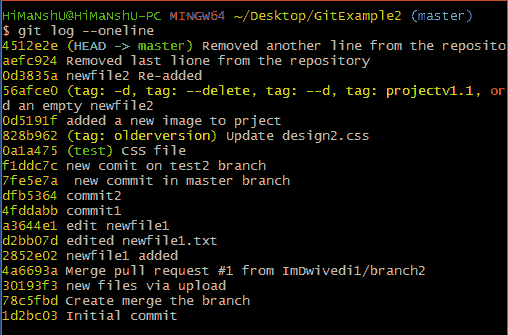 HiManShU@HiManShU-PC MINGW64 ~/Desktop/GitExample2 (master)
$ git log --oneline
4512e2e (HEAD -> master) Removed another line from the reposito
aefc924 Removed last lione from the repository
0d3835a newfile2 Re-added
56afce0 (tag: -d, tag: --delete, tag: --d, tag: projectv1.1, or
d an empty newfile2
0d5191f added a new image to prject
828b962 (tag: olderversion) Update design2.css
0a1a475 (test) CSS file
f1ddc7c new comit on test2 branch
7fe5e7a  new commit in master branch
dfb5364 commit2
4fddabb commit1
a3644e1 edit newfile1
d2bb07d edited newfile1.txt
2852e02 newfile1 added
4a6693a Merge pull request #1 from ImDwivedi1/branch2
30193f3 new files via upload
78c5fbd Create merge the branch
1d2bc03 Initial commit